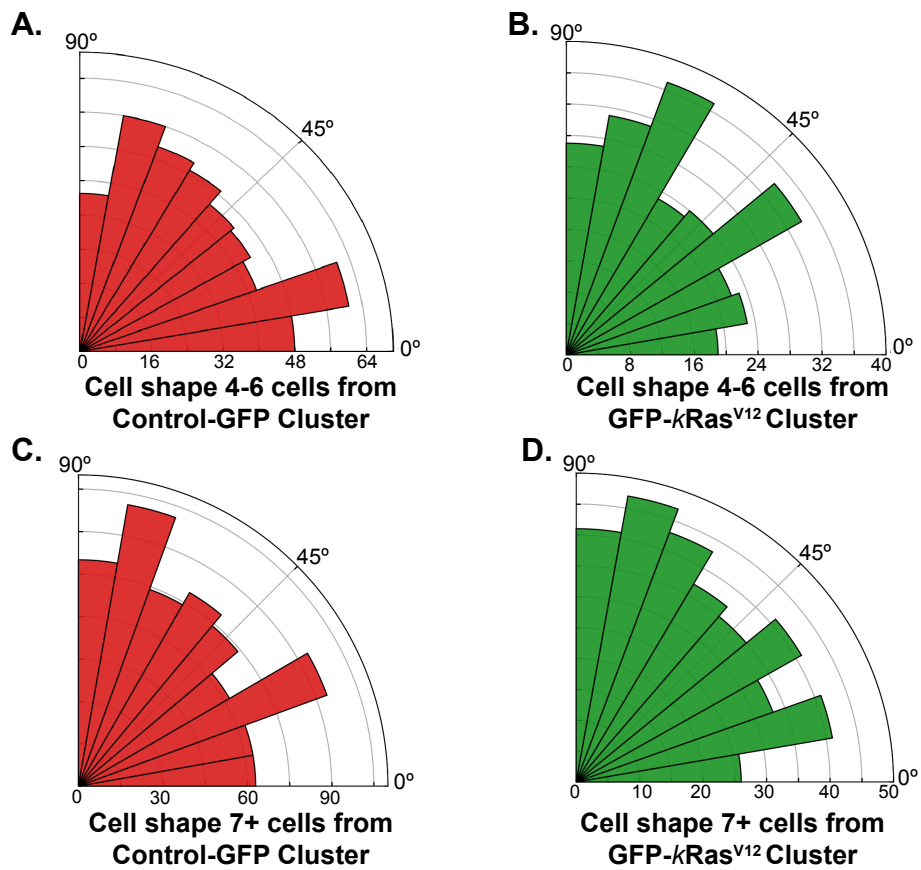 A.
90º
45º
0º
0 16 32 48 64
Cell shape 4-6 cells from
Control-GFP Cluster
B.
90º
45º
0º
0 8 16 24 32 40
Cell shape 4-6 cells from
GFP-kRasV12 Cluster
C.
90º
45º
0º
0 30 60 90
Cell shape 7+ cells from
Control-GFP Cluster
D.
90º
45º
0º
0 10 20 30 40 50
Cell shape 7+ cells from
GFP-kRasV12 Cluster